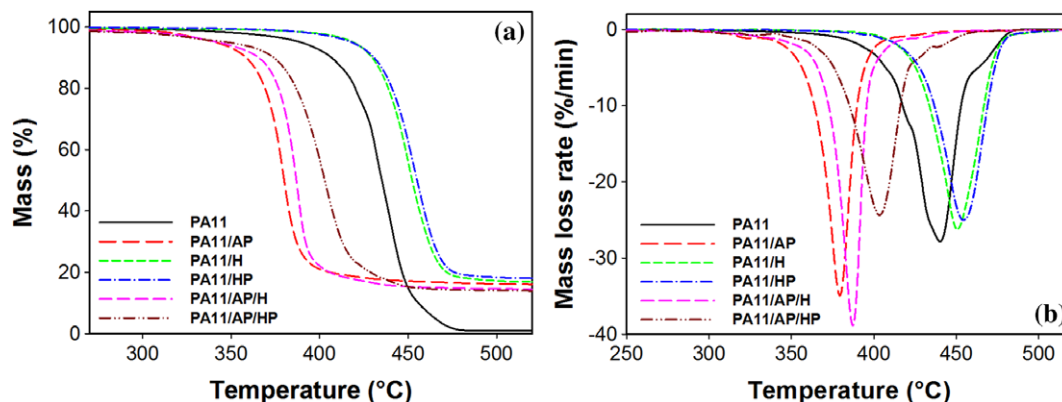 (a)
Mass (%)
100
80
60
40
20
0
PA11
PA11/AP
PA11/H
PA11/HP
PA11/AP/H
PA11/AP/HP
300
350
400
450
500
Temperature (°C)
(b)
Mass loss rate (%/min)
0
-10
-20
-30
-40
PA11
PA11/AP
PA11/H
PA11/HP
PA11/AP/H
PA11/AP/HP
250
300
350
400
450
500
Temperature (°C)